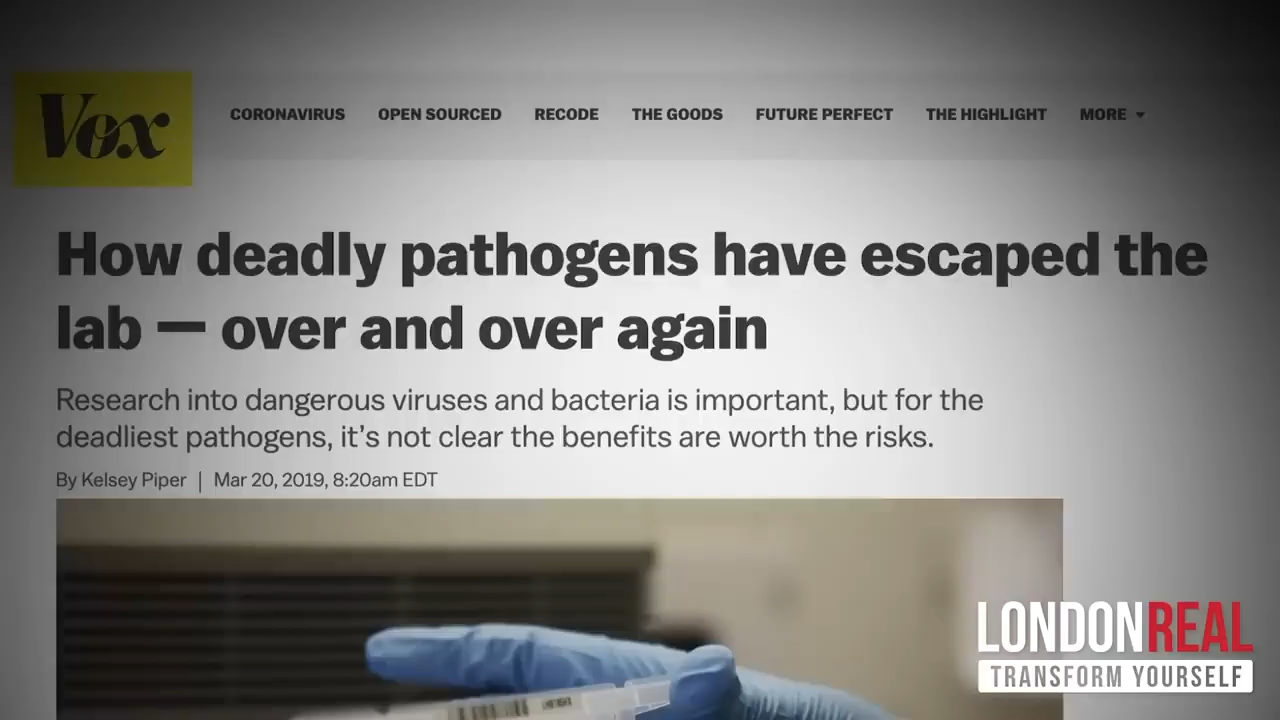 Vox
CORONAVIRUS OPEN SOURCED RECODE THE GOODS FUTURE PERFECT THE HIGHLIGHT MORE
How deadly pathogens have escaped the
lab — over and over again
Research into dangerous viruses and bacteria is important, but for the
deadliest pathogens, it's not clear the benefits are worth the risks.
By Kelsey Piper | Mar 20, 2019, 8:20am EDT
LONDONREAL
TRANSFORM YOURSELF